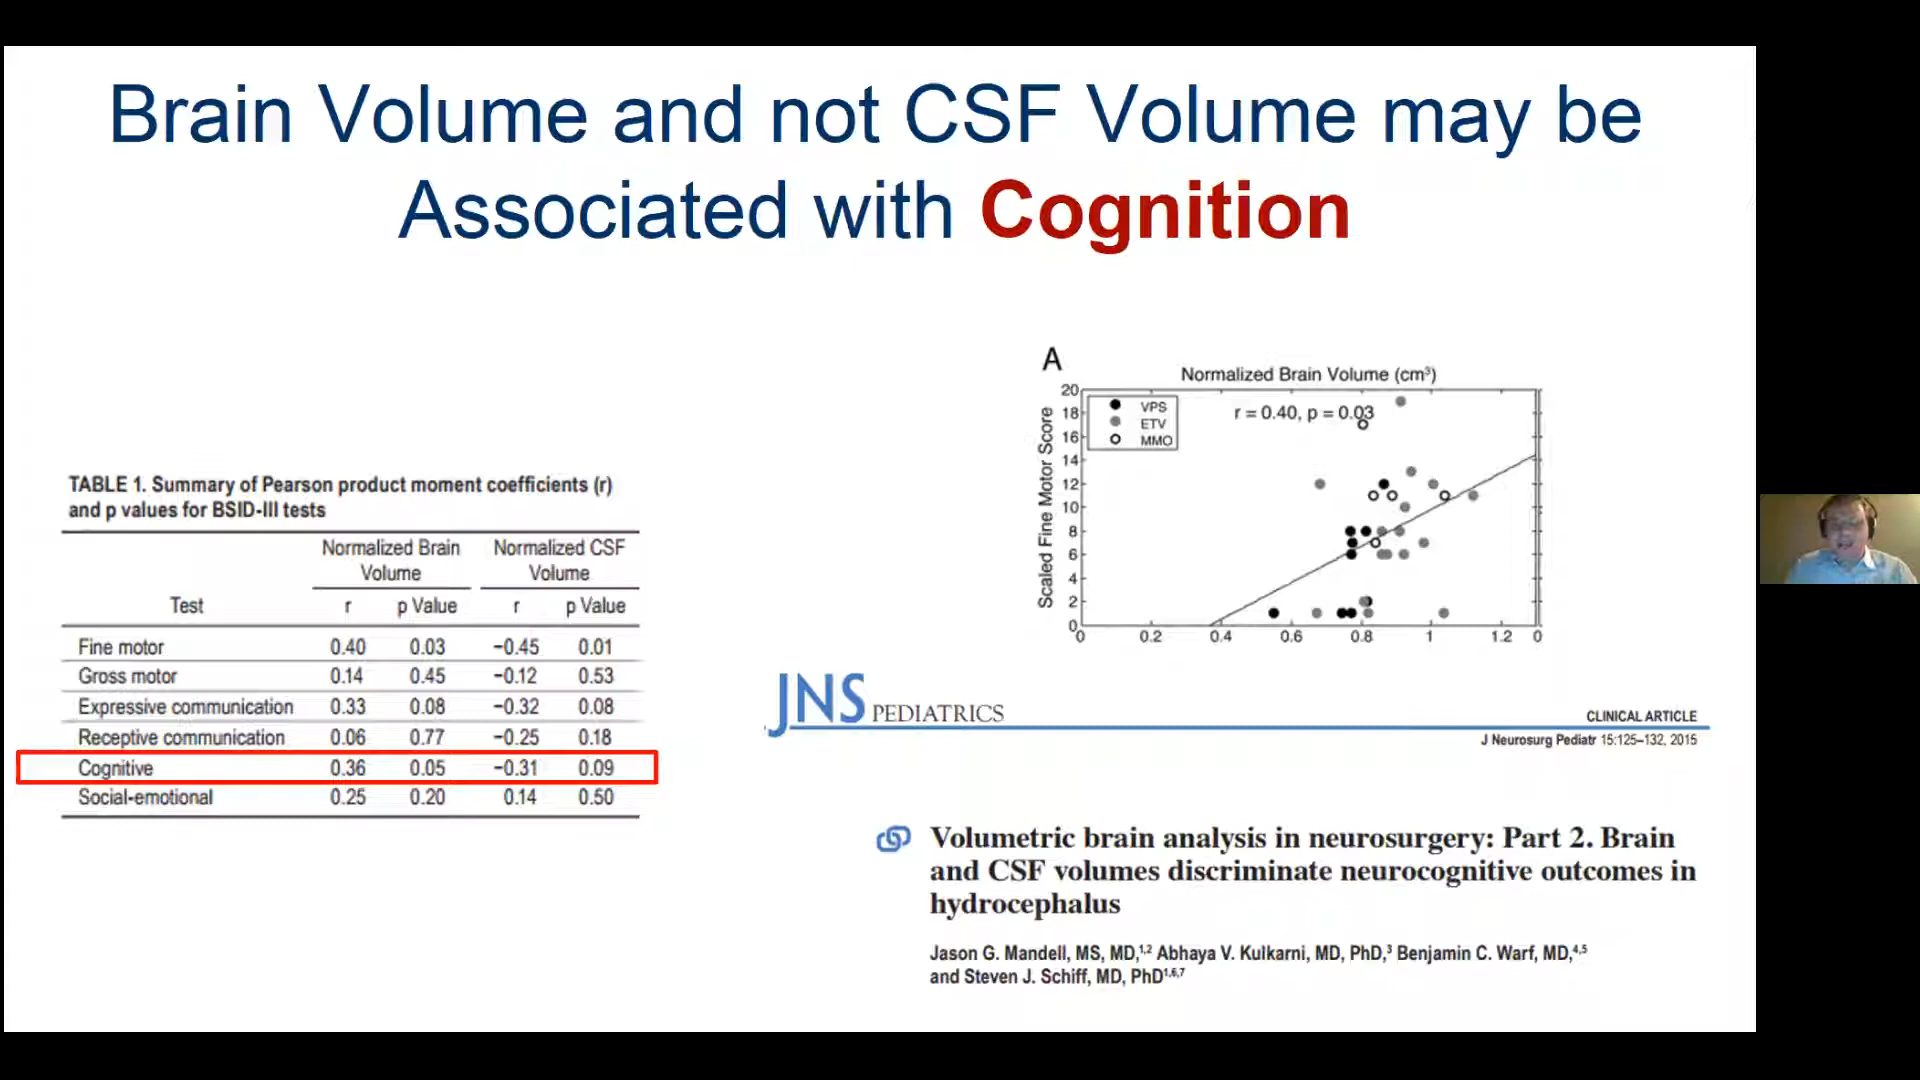 Brain Volume and not CSF Volume may be
Associated with Cognition
TABLE 1. Summary of Pearson product moment coefficients (r)
and p values for BSID-III tests
Normalized Brain Volume Normalized CSF Volume
Test r p Value r p Value
Fine motor 0.40 0.03 −0.45 0.01
Gross motor 0.14 0.45 −0.12 0.53
Expressive communication 0.33 0.08 −0.32 0.08
Receptive communication 0.06 0.77 −0.25 0.18
Cognitive 0.36 0.05 −0.31 0.09
Social-emotional 0.25 0.20 0.14 0.50
A
Normalized Brain Volume (cm³)
Scaled Fine Motor Score
20
18
16
14
12
10
8
6
4
2
0
VPS
ETV
MMO
r = 0.40, p = 0.03
0 0.2 0.4 0.6 0.8 1 1.2 0
JNS PEDIATRICS
CLINICAL ARTICLE
J Neurosurg Pediatr 15:125–132, 2015
Volumetric brain analysis in neurosurgery: Part 2. Brain
and CSF volumes discriminate neurocognitive outcomes in
hydrocephalus
Jason G. Mandell, MS, MD,1,2 Abhaya V. Kulkarni, MD, PhD,3 Benjamin C. Warf, MD,4,5
and Steven J. Schiff, MD, PhD1,6,7